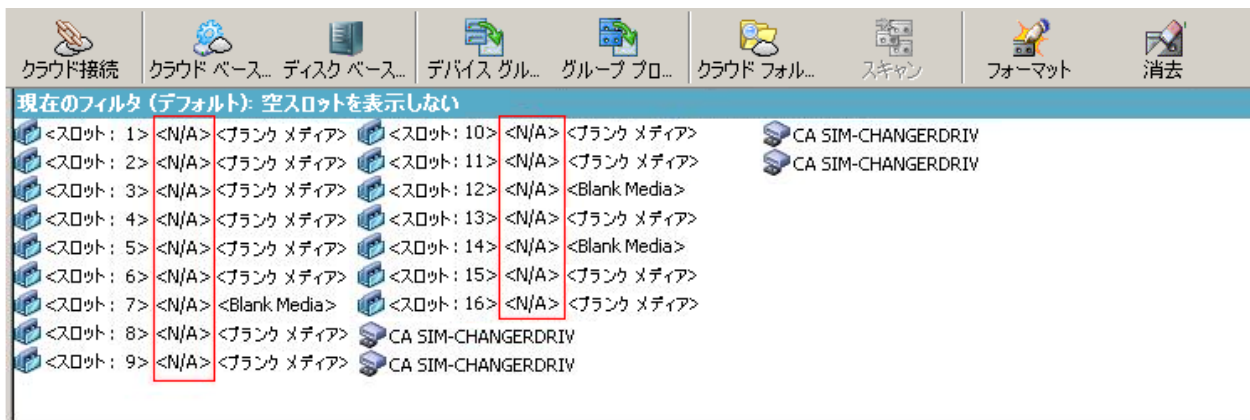 クラウド接続 クラウド ベース... ディスク ベース... デバイス グル... グループ プロ... クラウド フォル... スキャン フォーマット 消去
現在のフィルタ (デフォルト): 空スロットを表示しない
<スロット: 1> <N/A> <ブランク メディア> <スロット: 10> <N/A> <ブランク メディア> CA SIM-CHANGERDRIV
<スロット: 2> <N/A> <ブランク メディア> <スロット: 11> <N/A> <ブランク メディア> CA SIM-CHANGERDRIV
<スロット: 3> <N/A> <ブランク メディア> <スロット: 12> <N/A> <Blank Media>
<スロット: 4> <N/A> <ブランク メディア> <スロット: 13> <N/A> <ブランク メディア>
<スロット: 5> <N/A> <ブランク メディア> <スロット: 14> <N/A> <Blank Media>
<スロット: 6> <N/A> <ブランク メディア> <スロット: 15> <N/A> <ブランク メディア>
<スロット: 7> <N/A> <Blank Media> <スロット: 16> <N/A> <ブランク メディア>
<スロット: 8> <N/A> <ブランク メディア> CA SIM-CHANGERDRIV
<スロット: 9> <N/A> <ブランク メディア> CA SIM-CHANGERDRIV